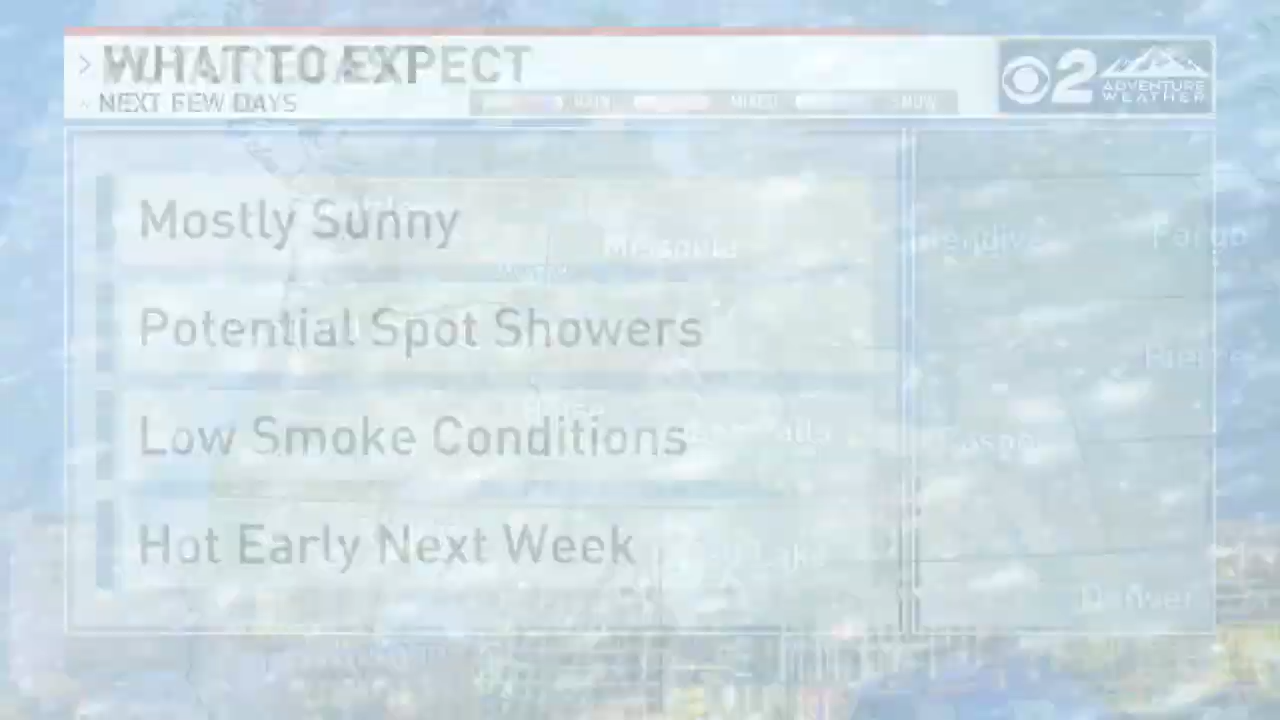 WHAT TO EXPECT
NEXT FEW DAYS
RAIN MIXED SNOW
2 ADVENTURE
WEATHER
Mostly Sunny
Missoula
Fargo
Potential Spot Showers
Pierre
Low Smoke Conditions
Hot Early Next Week
Denver